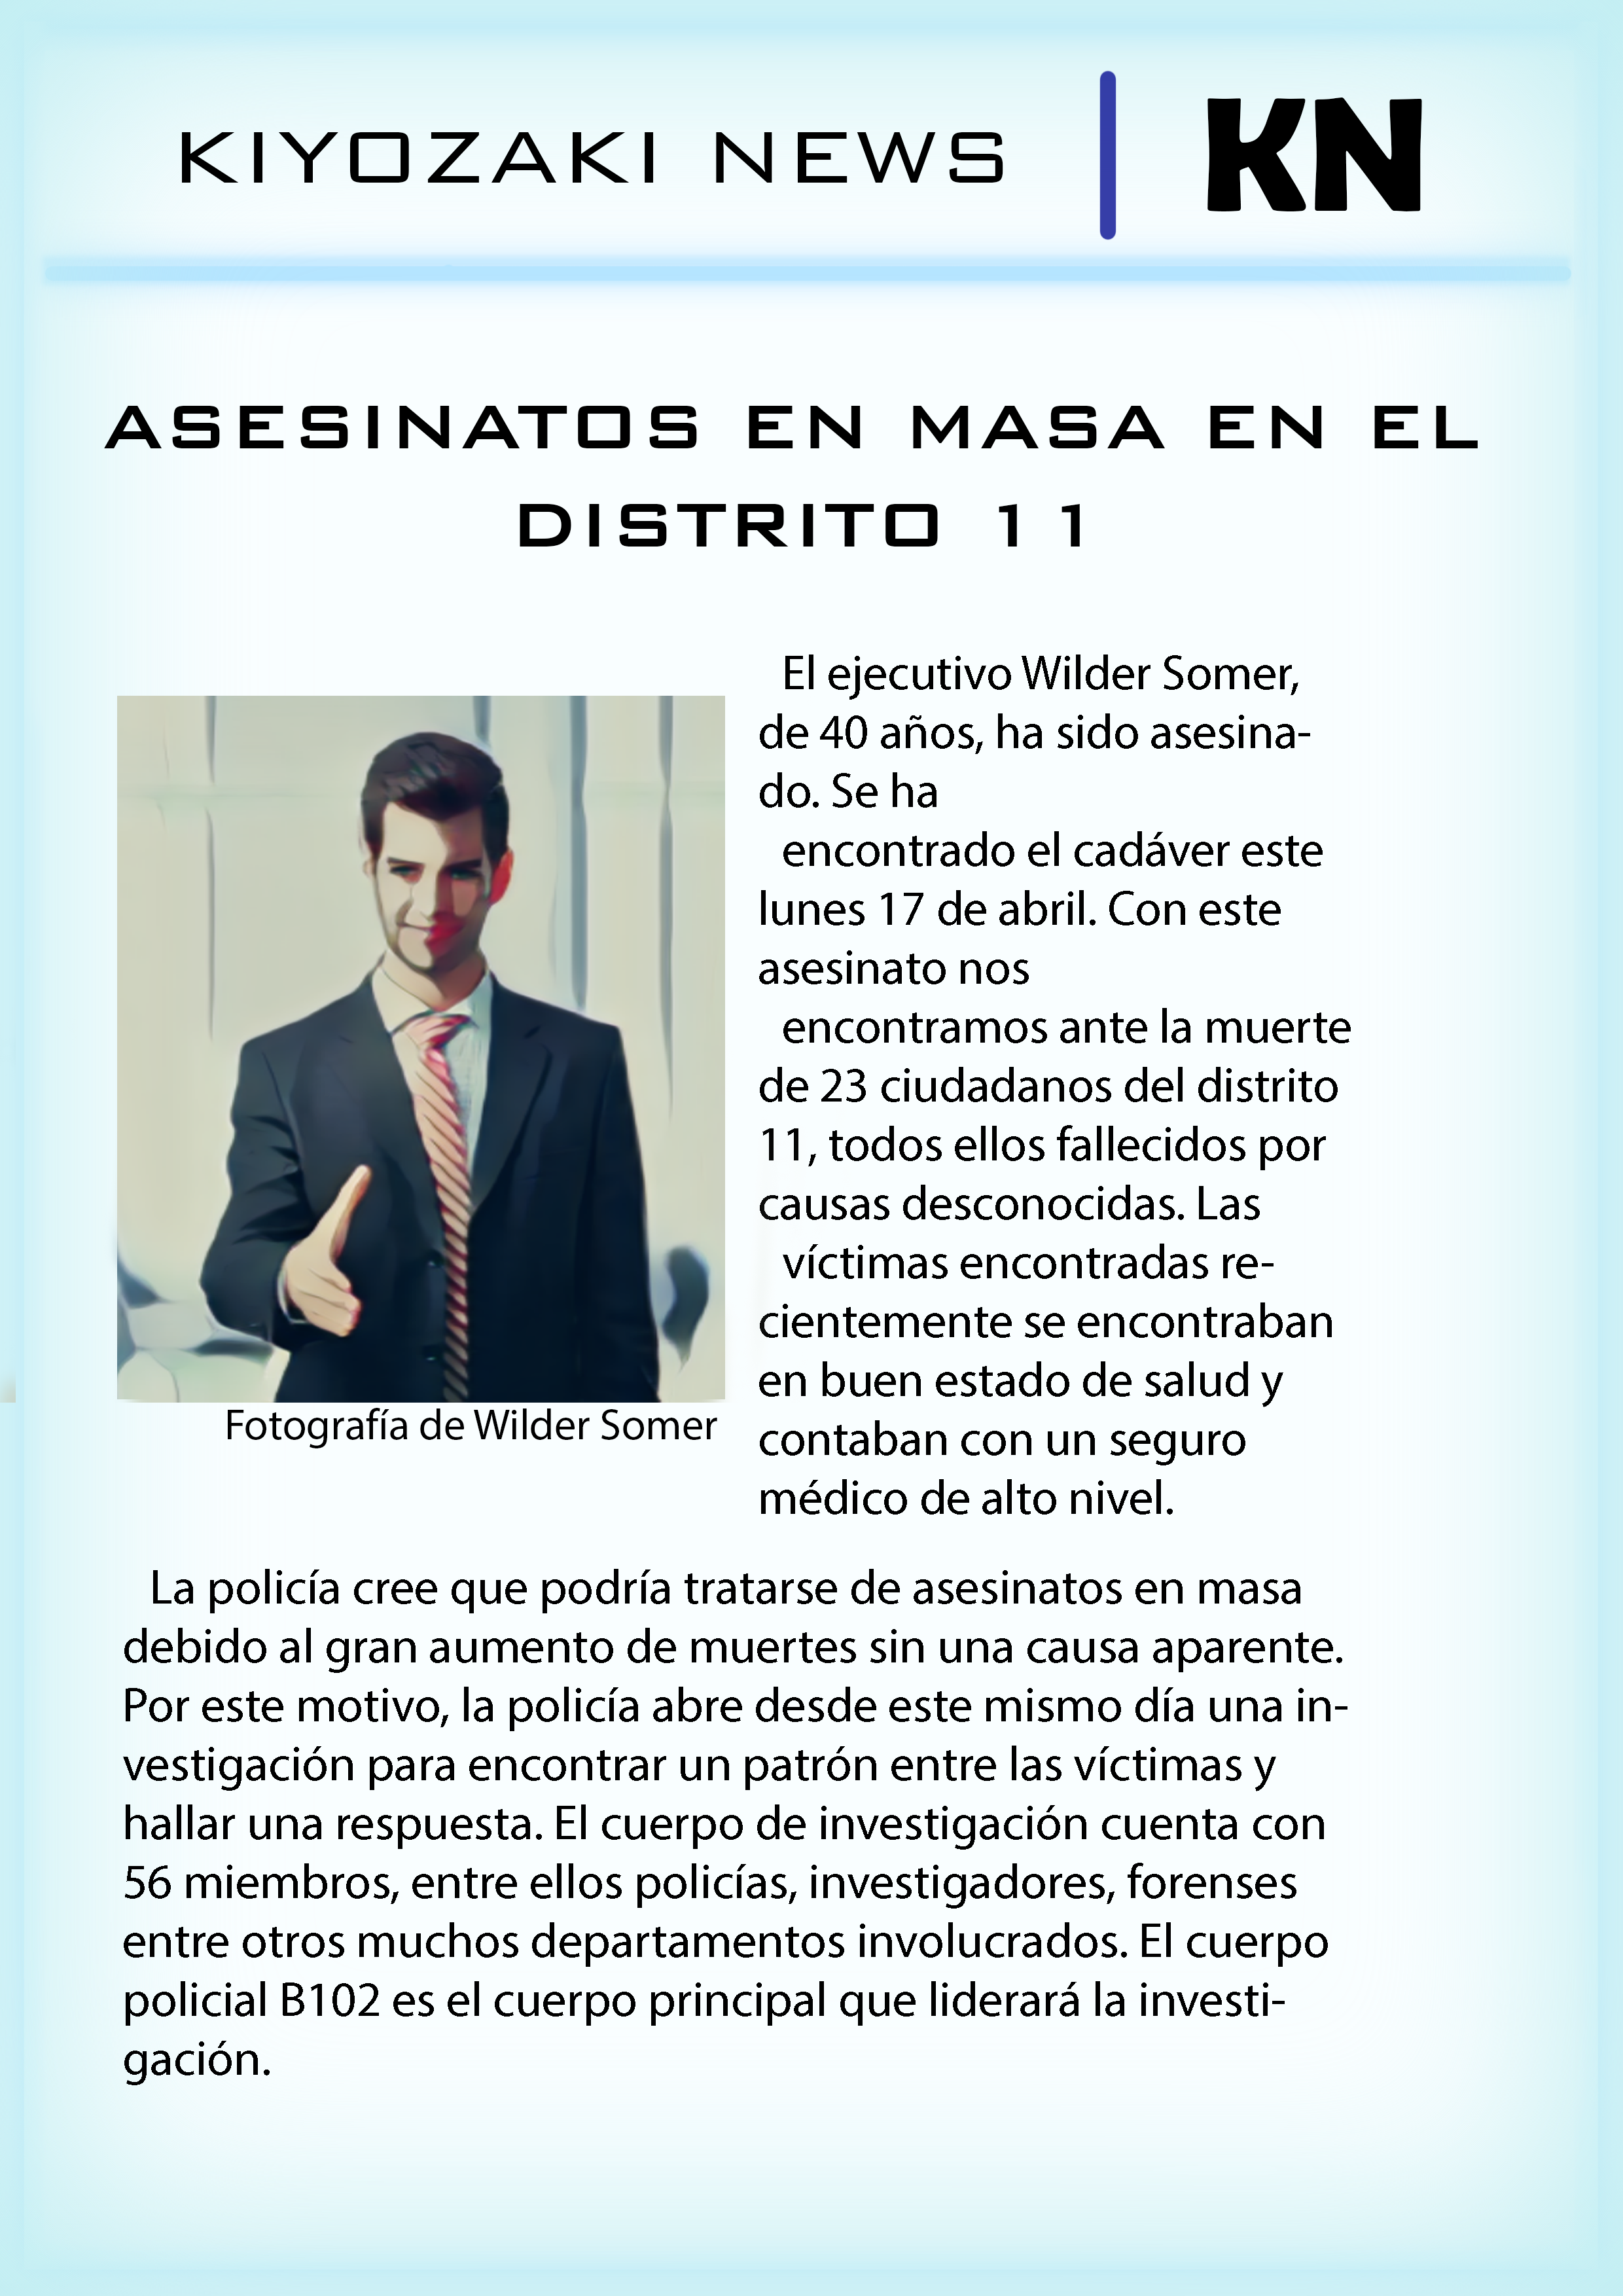 KIYOZAKI NEWS
KN
ASESINATOS EN MASA EN EL
DISTRITO 11
El ejecutivo Wilder Somer,
de 40 años, ha sido asesina-
do. Se ha
encontrado el cadáver este
lunes 17 de abril. Con este
asesinato nos
encontramos ante la muerte
de 23 ciudadanos del distrito
11, todos ellos fallecidos por
causas desconocidas. Las
víctimas encontradas re-
cientemente se encontraban
en buen estado de salud y
contaban con un seguro
médico de alto nivel.
Fotografía de Wilder Somer
La policía cree que podría tratarse de asesinatos en masa
debido al gran aumento de muertes sin una causa aparente.
Por este motivo, la policía abre desde este mismo día una in-
vestigación para encontrar un patrón entre las víctimas y
hallar una respuesta. El cuerpo de investigación cuenta con
56 miembros, entre ellos policías, investigadores, forenses
entre otros muchos departamentos involucrados. El cuerpo
policial B102 es el cuerpo principal que liderará la investi-
gación.